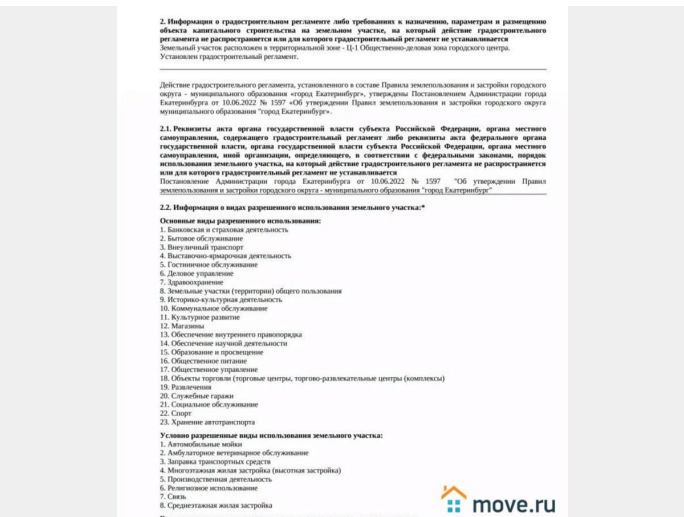 2. Информация о градостроительном регламенте либо требованиях к назначению, параметрам и размещению
объекта капитального строительства на земельном участке, на который действие градостроительного
регламента не распространяется или для которого градостроительный регламент не устанавливается
Земельный участок расположен в территориальной зоне - Ц-1 Общественно-деловая зона городского центра.
Установлен градостроительный регламент.
Действие градостроительного регламента, установленного в составе Правила землепользования и застройки городского
округа - муниципального образования «город Екатеринбург», утверждены Постановлением Администрации города
Екатеринбурга от 10.06.2022 № 1597 «Об утверждении Правил землепользования и застройки городского округа
муниципального образования "город Екатеринбург».
2.1. Реквизиты акта органа государственной власти субъекта Российской Федерации, органа местного
самоуправления, содержащего градостроительный регламент либо реквизиты акта федерального органа
государственной власти, органа государственной власти субъекта Российской Федерации, органа местного
самоуправления, иной организации, определяющего, в соответствии с федеральными законами, порядок
использования земельного участка, на который действие градостроительного регламента не распространяется
или для которого градостроительный регламент не устанавливается
Постановление Администрации города Екатеринбурга от 10.06.2022 № 1597 "Об утверждении Правил
землепользования и застройки городского округа - муниципального образования "город Екатеринбург"
2.2. Информация о видах разрешенного использования земельного участка:*
Основные виды разрешенного использования:
1. Банковская и страховая деятельность
2. Бытовое обслуживание
3. Внеуличный транспорт
4. Выставочно-ярмарочная деятельность
5. Гостиничное обслуживание
6. Деловое управление
7. Здравоохранение
8. Земельные участки (территории) общего пользования
9. Историко-культурная деятельность
10. Коммунальное обслуживание
11. Культурное развитие
12. Магазины
13. Обеспечение внутреннего правопорядка
14. Обеспечение научной деятельности
15. Образование и просвещение
16. Общественное питание
17. Общественное управление
18. Объекты торговли (торговые центры, торгово-развлекательные центры (комплексы)
19. Развлечения
20. Служебные гаражи
21. Социальное обслуживание
22. Спорт
23. Хранение автотранспорта
Условно разрешенные виды использования земельного участка:
1. Автомобильные мойки
2. Амбулаторное ветеринарное обслуживание
3. Заправка транспортных средств
4. Многоэтажная жилая застройка (высотная застройка)
5. Производственная деятельность
6. Религиозное использование
7. Связь
8. Среднеэтажная жилая застройка
move.ru